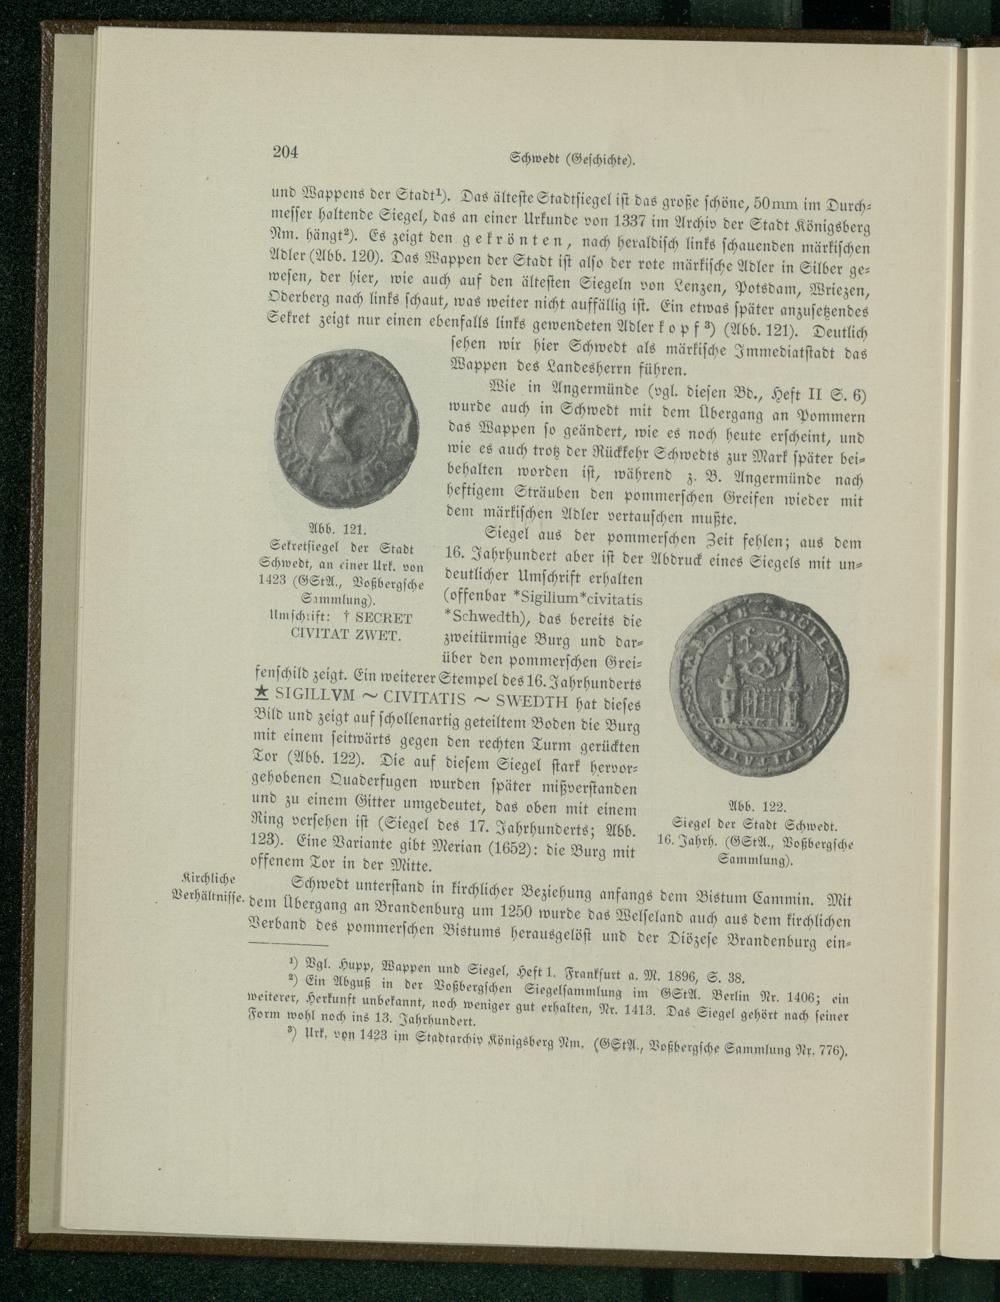 204
Schwedt (Geschichte).
und Wappens der Stadt¹). Das älteste Stadtsiegel ist das große schöne, 50mm im Durch-
messer haltende Siegel, das an einer Urkunde von 1337 im Archiv der Stadt Königsberg
Nm. hängt²). Es zeigt den gekrönten, nach heraldisch links schauenden märkischen
Adler (Abb. 120). Das Wappen der Stadt ist also der rote märkische Adler in Silber ge-
wesen, der hier, wie auch auf den ältesten Siegeln von Lenzen, Potsdam, Wriezen,
Oderberg nach links schaut, was weiter nicht auffällig ist. Ein etwas später anzusetzendes
Sekret zeigt nur einen ebenfalls links gewendeten Adlerkopf³) (Abb. 121). Deutlich
sehen wir hier Schwedt als märkische Immediatstadt das
Wappen des Landesherrn führen.
Wie in Angermünde (vgl. diesen Bd., Heft II S. 6)
wurde auch in Schwedt mit dem Übergang an Pommern
das Wappen so geändert, wie es noch heute erscheint, und
wie es auch trotz der Rückkehr Schwedts zur Mark später bei-
behalten worden ist, während z. B. Angermünde nach
heftigem Sträuben den pommerschen Greifen wieder mit
dem märkischen Adler vertauschen mußte.
Abb. 121.
Sekretsiegel der Stadt
Schwedt, an einer Urk. von
1423 (GStA., Voßbergsche
Sammlung).
Umschrift: † SECRET
CIVITAT ZWET.
Siegel aus der pommerschen Zeit fehlen; aus dem
16. Jahrhundert aber ist der Abdruck eines Siegels mit un-
deutlicher Umschrift erhalten
(offenbar *Sigillum*civitatis
*Schwedth), das bereits die
zweitürmige Burg und dar-
über den pommerschen Grei-
fenschild zeigt. Ein weiterer Stempel des 16. Jahrhunderts
★ SIGILLVM ~ CIVITATIS ~ SWEDTH hat dieses
Bild und zeigt auf schollenartig geteiltem Boden die Burg
mit einem seitwärts gegen den rechten Turm gerückten
Tor (Abb. 122). Die auf diesem Siegel stark hervor-
gehobenen Quaderfugen wurden später mißverstanden
und zu einem Gitter umgedeutet, das oben mit einem
Ring versehen ist (Siegel des 17. Jahrhunderts; Abb.
123). Eine Variante gibt Merian (1652): die Burg mit
offenem Tor in der Mitte.
Abb. 122.
Siegel der Stadt Schwedt.
16. Jahrh. (GStA., Voßbergsche
Sammlung).
Kirchliche
Verhältnisse.
Schwedt unterstand in kirchlicher Beziehung anfangs dem Bistum Cammin. Mit
dem Übergang an Brandenburg um 1250 wurde das Welseland auch aus dem kirchlichen
Verband des pommerschen Bistums herausgelöst und der Diözese Brandenburg ein-
¹) Vgl. Hupp, Wappen und Siegel, Heft 1. Frankfurt a. M. 1896, S. 38.
²) Ein Abguß in der Voßbergschen Siegelsammlung im GStA. Berlin Nr. 1406; ein
weiterer, Herkunft unbekannt, noch weniger gut erhalten, Nr. 1413. Das Siegel gehört nach seiner
Form wohl noch ins 13. Jahrhundert.
³) Urk. von 1423 im Stadtarchiv Königsberg Nm. (GStA., Voßbergsche Sammlung Nr. 776).